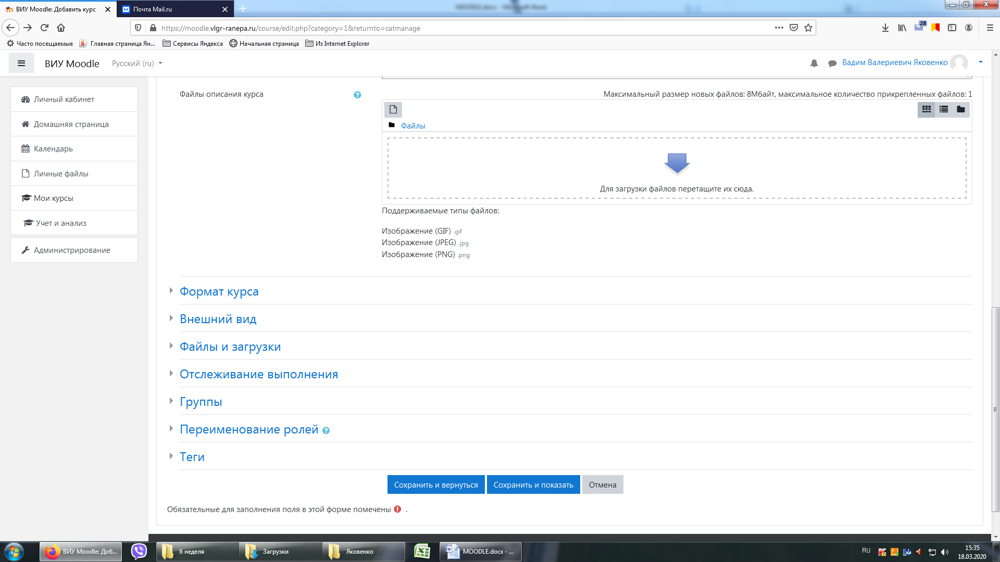 ВИУ Moodle: Добавить курс
Почта Mail.ru
https://moodle.vlgr-ranepa.ru/course/edit.php?category=1&returnto=catmanage
28
Часто посещаемые
Главная страница Ян...
Сервисы Яндекса
Начальная страница
Из Internet Explorer
ВИУ Moodle
Русский (ru)
Вадим Валериевич Яковенко
Личный кабинет
Домашняя страница
Календарь
Личные файлы
Мои курсы
Учет и анализ
Администрирование
Файлы описания курса
Максимальный размер новых файлов: 8Мбайт, максимальное количество прикрепленных файлов: 1
Файлы
Для загрузки файлов перетащите их сюда.
Поддерживаемые типы файлов:
Изображение (GIF) .gif
Изображение (JPEG) .jpg
Изображение (PNG) .png
Формат курса
Внешний вид
Файлы и загрузки
Отслеживание выполнения
Группы
Переименование ролей
Теги
Сохранить и вернуться
Сохранить и показать
Отмена
Обязательные для заполнения поля в этой форме помечены .
ВИУ Moodle: Доб...
6 неделя
Загрузки
Яковенко
MOODLE.docx - ...
RU
15:35
18.03.2020